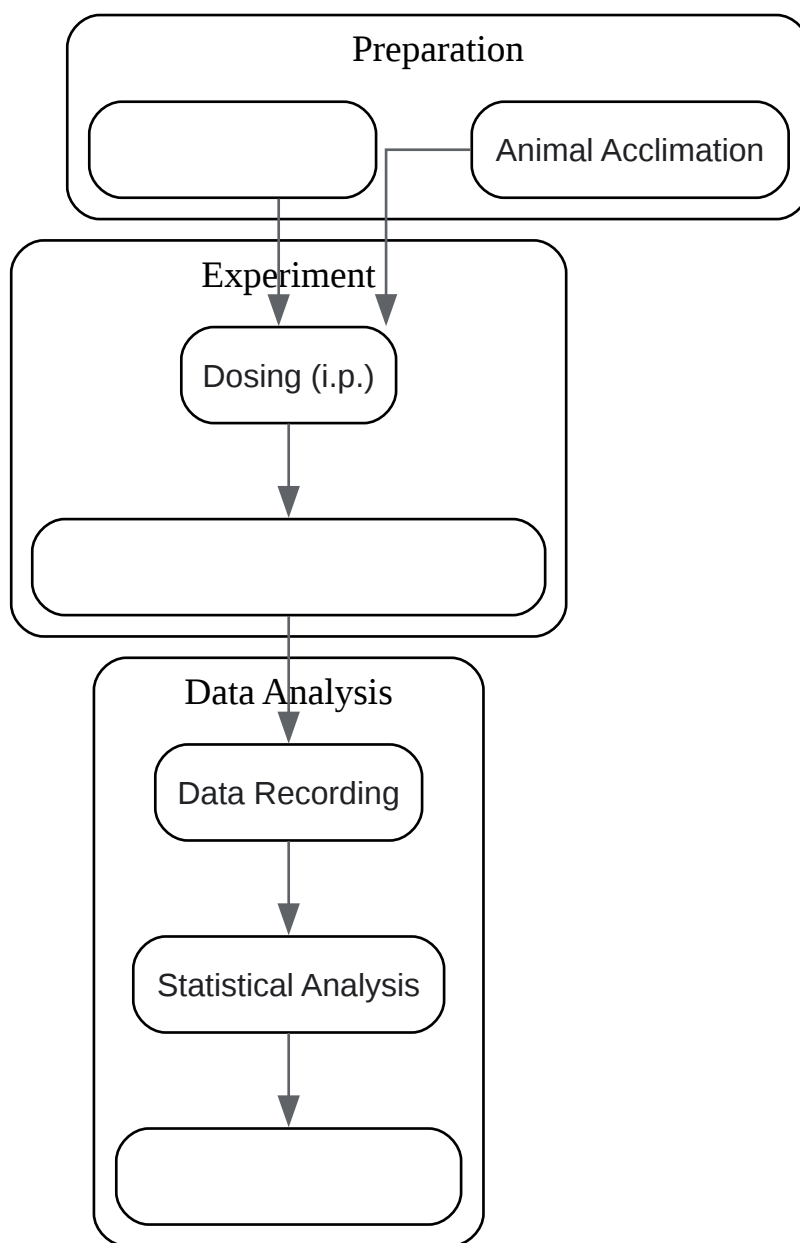 Preparation
Animal Acclimation
Experiment
Dosing (i.p.)
Data Analysis
Data Recording
Statistical Analysis